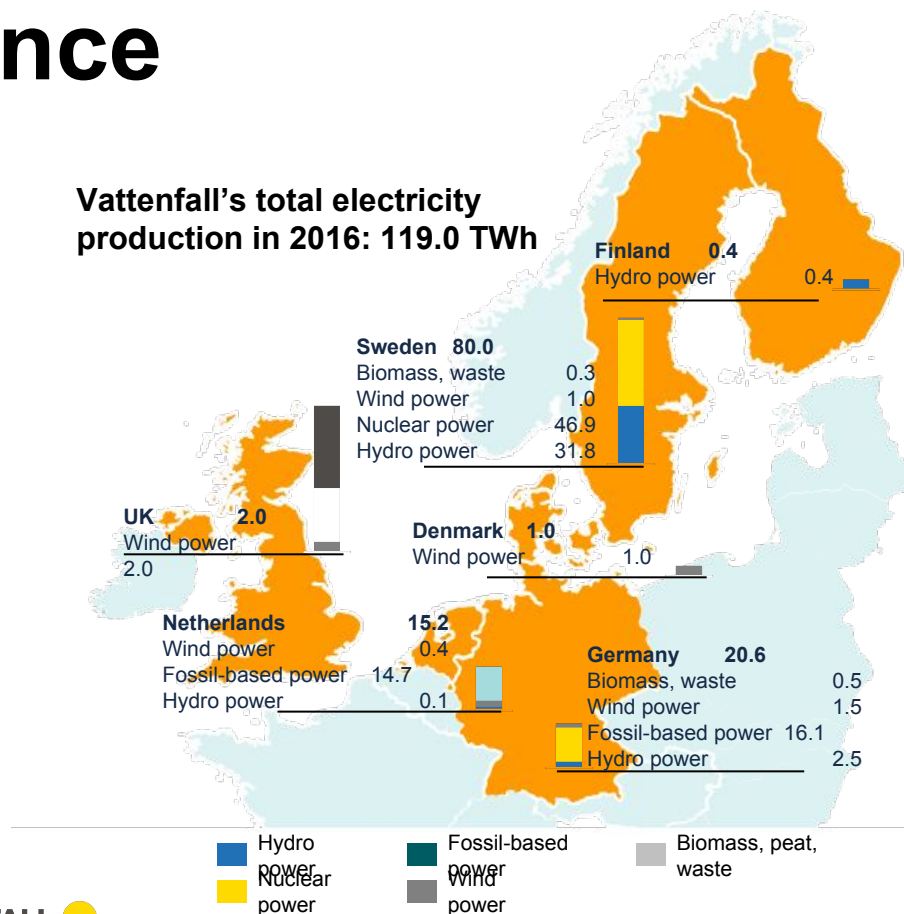 nce
Vattenfall's total electricity
production in 2016: 119.0 TWh
Finland 0.4
Hydro power 0.4
Sweden 80.0
Biomass, waste 0.3
Wind power 1.0
Nuclear power 46.9
Hydro power 31.8
UK 2.0
Wind power
2.0
Denmark 1.0
Wind power 1.0
Netherlands 15.2
Wind power 0.4
Fossil-based power 14.7
Hydro power 0.1
Germany 20.6
Biomass, waste 0.5
Wind power 1.5
Fossil-based power 16.1
Hydro power 2.5
Hydro
power
Nuclear
power
Fossil-based
power
Wind
power
Biomass, peat,
waste